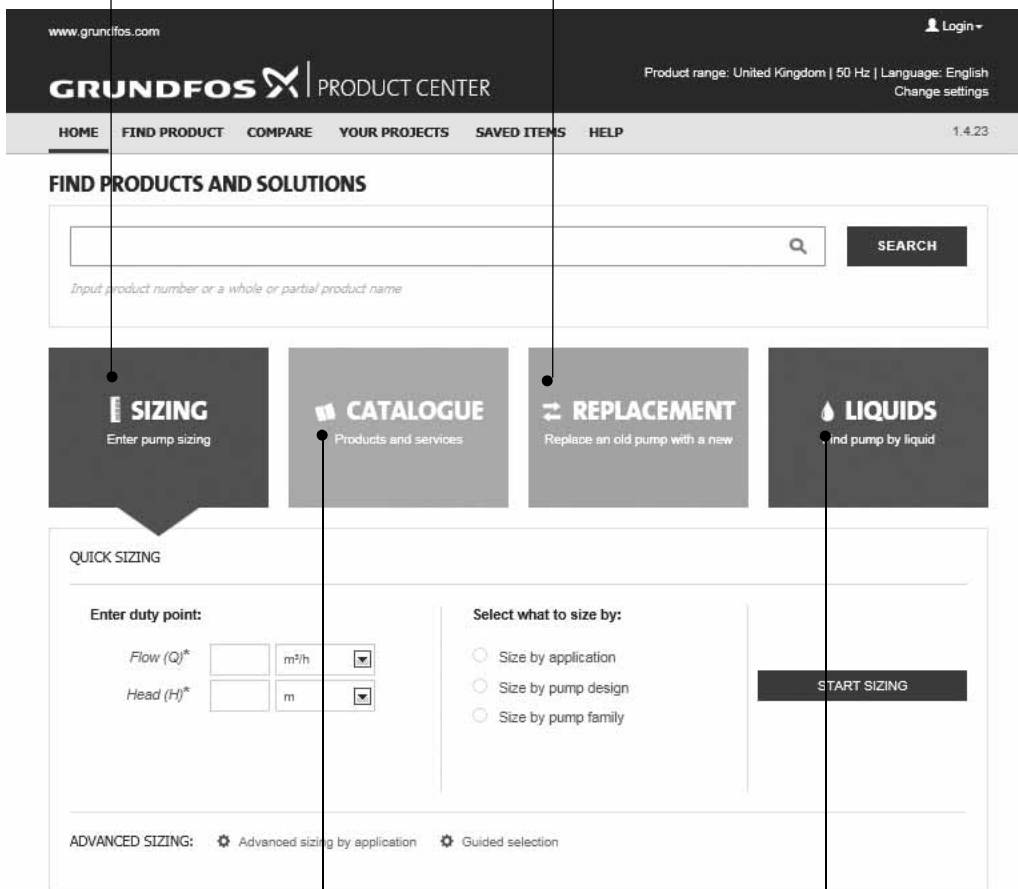 www.grundfos.com
Login
GRUNDFOS PRODUCT CENTER
Product range: United Kingdom | 50 Hz | Language: English
Change settings
HOME FIND PRODUCT COMPARE YOUR PROJECTS SAVED ITEMS HELP 1.4.23
FIND PRODUCTS AND SOLUTIONS
SEARCH
Input product number or a whole or partial product name
SIZING
Enter pump sizing
CATALOGUE
Products and services
REPLACEMENT
Replace an old pump with a new
LIQUIDS
Find pump by liquid
QUICK SIZING
Enter duty point:
Flow (Q)* m³/h
Head (H)* m
Select what to size by:
Size by application
Size by pump design
Size by pump family
START SIZING
ADVANCED SIZING: Advanced sizing by application Guided selection